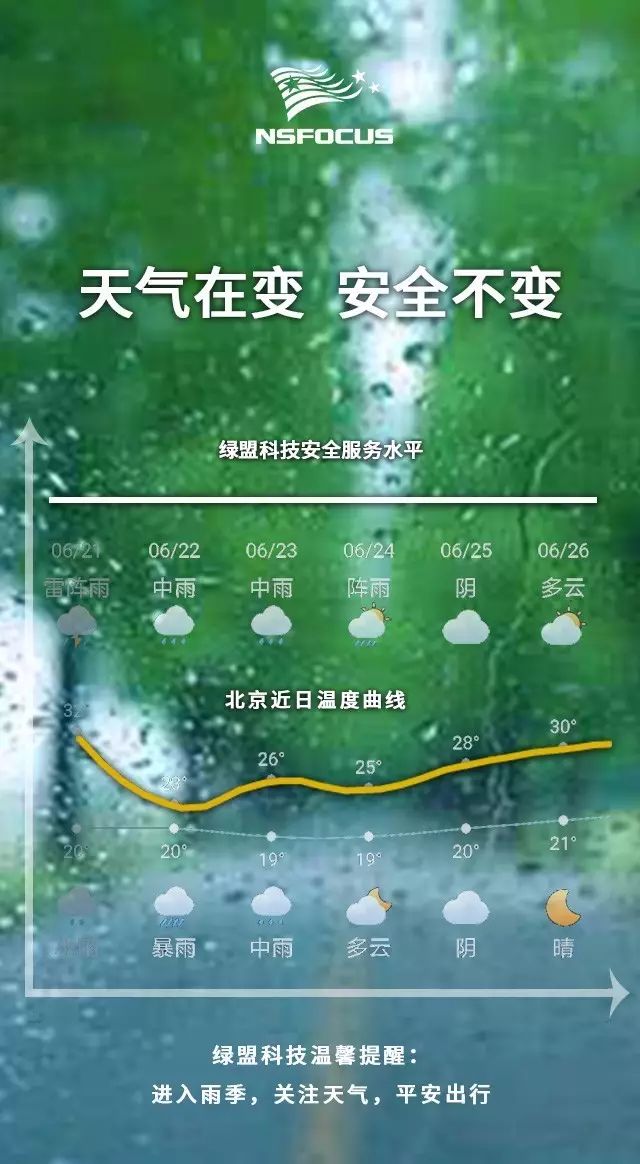 NSFOCUS
天气在变 安全不变
绿盟科技安全服务水平
06/21 06/22 06/23 06/24 06/25 06/26
雷阵雨 中雨 中雨 阵雨 阴 多云
北京近日温度曲线
32° 23° 26° 25° 28° 30°
20° 20° 19° 19° 20° 21°
暴雨 中雨 多云 阴 晴
绿盟科技温馨提醒：
进入雨季，关注天气，平安出行